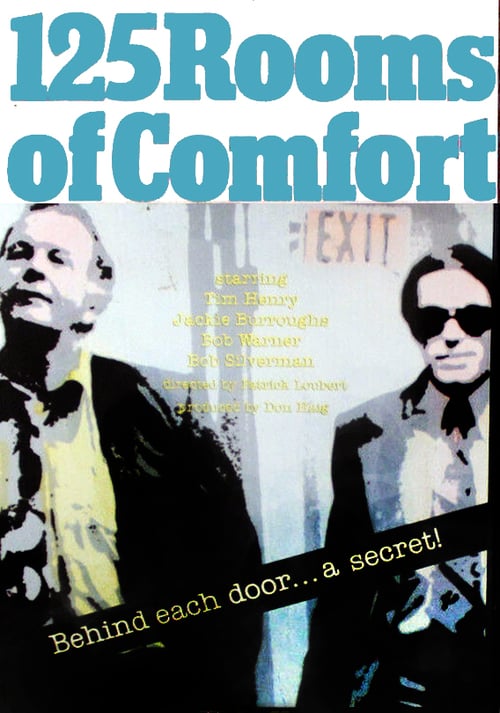 125 Rooms
of Comfort
EXIT
starring
Tim Henry
Jackie Burroughs
Bob Warner
Bob Silverman
directed by Patrick Loubert
produced by Don Haig
Behind each door...a secret!